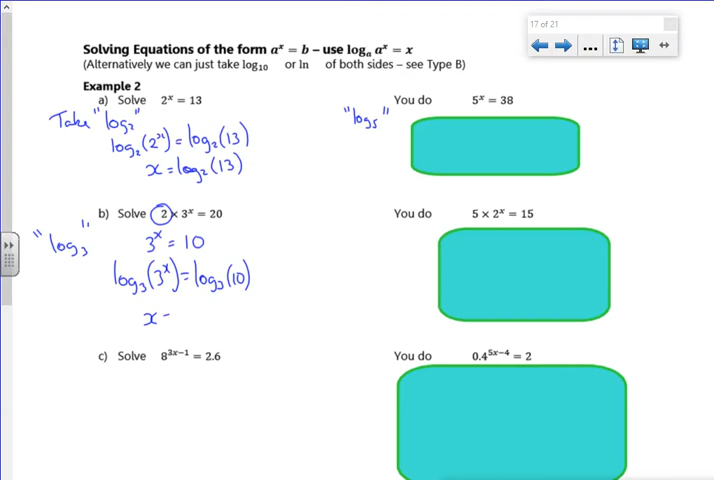 17 of 21
Solving Equations of the form aˣ = b – use logₐ aˣ = x
(Alternatively we can just take log₁₀ or ln of both sides – see Type B)
Example 2
a) Solve 2ˣ = 13
You do 5ˣ = 38
Take "log₂"
"log₅"
log₂(2ˣ) = log₂(13)
x = log₂(13)
b) Solve 2 × 3ˣ = 20
You do 5 × 2ˣ = 15
"log₃"
3ˣ = 10
log₃(3ˣ) = log₃(10)
x =
c) Solve 8³ˣ⁻¹ = 2.6
You do 0.4⁵ˣ⁻⁴ = 2